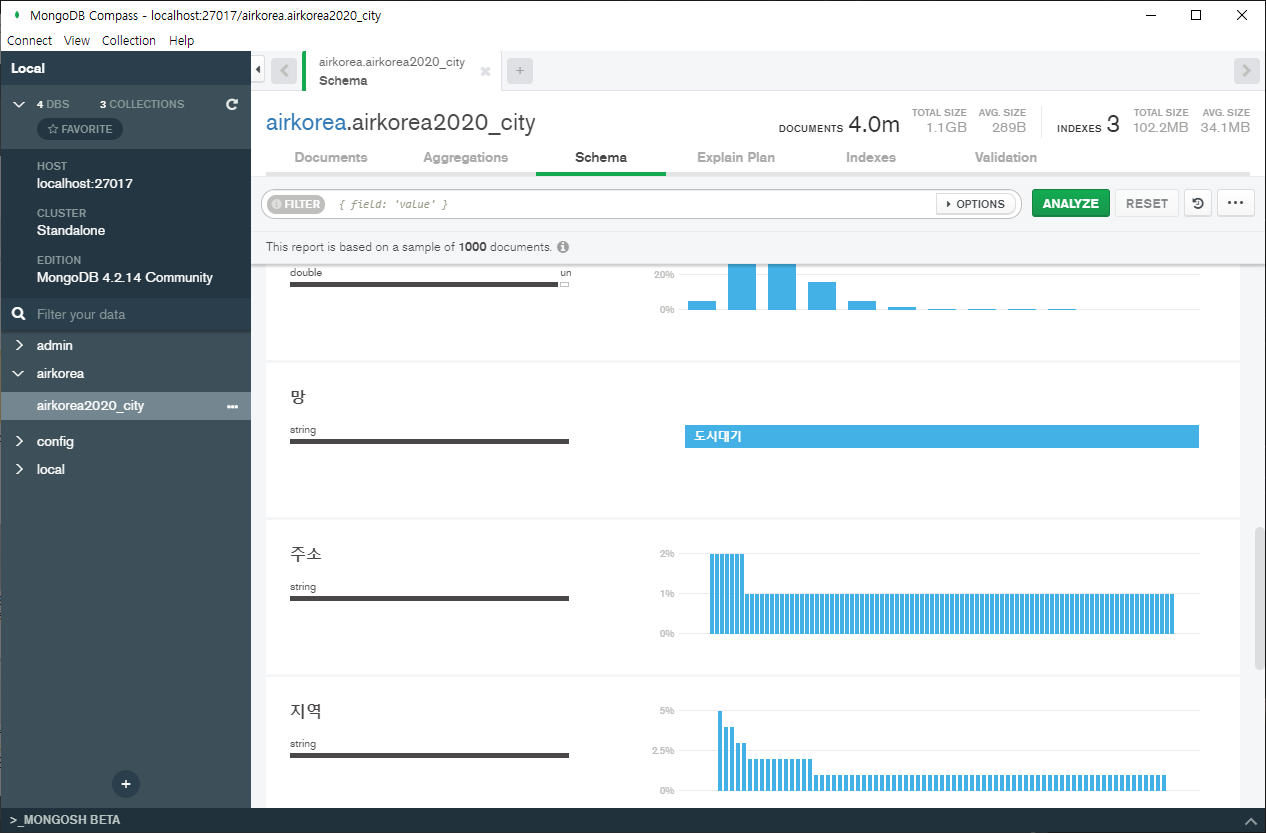 MongoDB Compass - localhost:27017/airkorea.airkorea2020_city
Connect View Collection Help
Local
4 DBS 3 COLLECTIONS
FAVORITE
HOST
localhost:27017
CLUSTER
Standalone
EDITION
MongoDB 4.2.14 Community
Filter your data
admin
airkorea
airkorea2020_city
config
local
>_MONGOSH BETA
airkorea.airkorea2020_city
Schema
airkorea.airkorea2020_city
DOCUMENTS 4.0m TOTAL SIZE 1.1GB AVG. SIZE 289B INDEXES 3 TOTAL SIZE 102.2MB AVG. SIZE 34.1MB
Documents Aggregations Schema Explain Plan Indexes Validation
FILTER { field: 'value' } OPTIONS ANALYZE RESET
This report is based on a sample of 1000 documents.
double un
20%
0%
망
string
도시대기
주소
string
2%
1%
0%
지역
string
5%
2.5%
0%